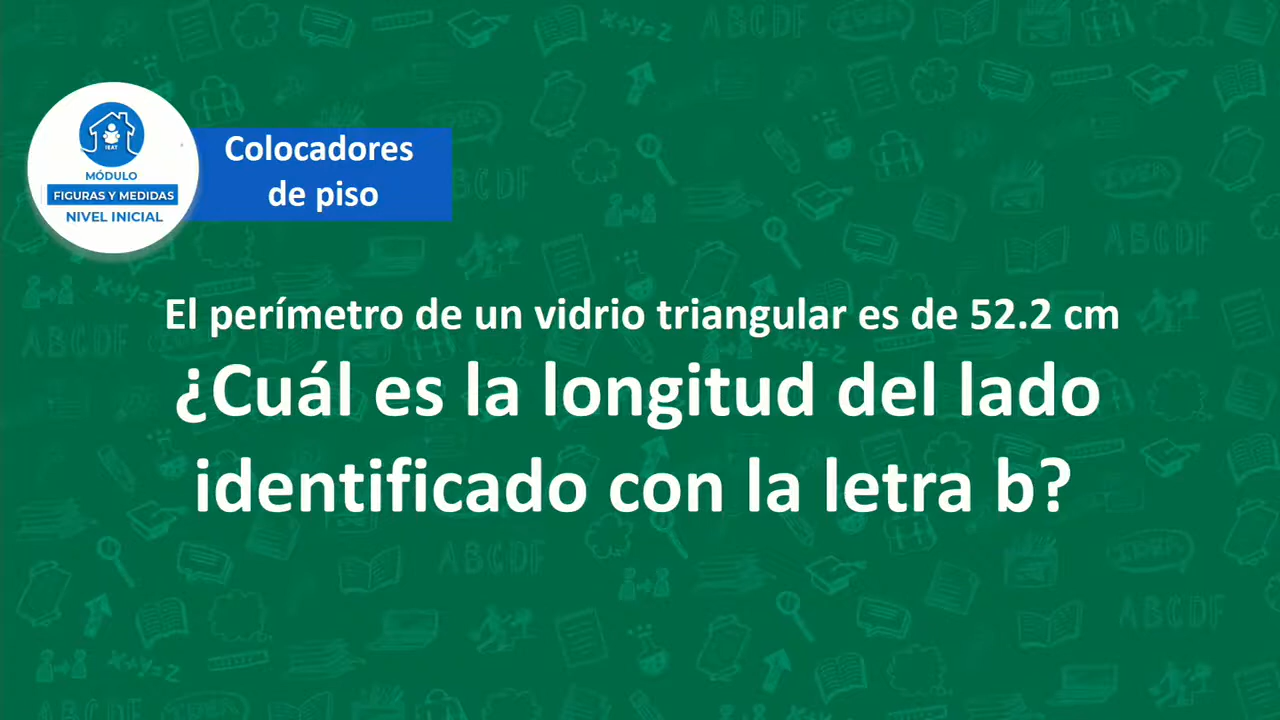 IEAT
MÓDULO
FIGURAS Y MEDIDAS
NIVEL INICIAL
Colocadores
de piso
El perímetro de un vidrio triangular es de 52.2 cm
¿Cuál es la longitud del lado
identificado con la letra b?